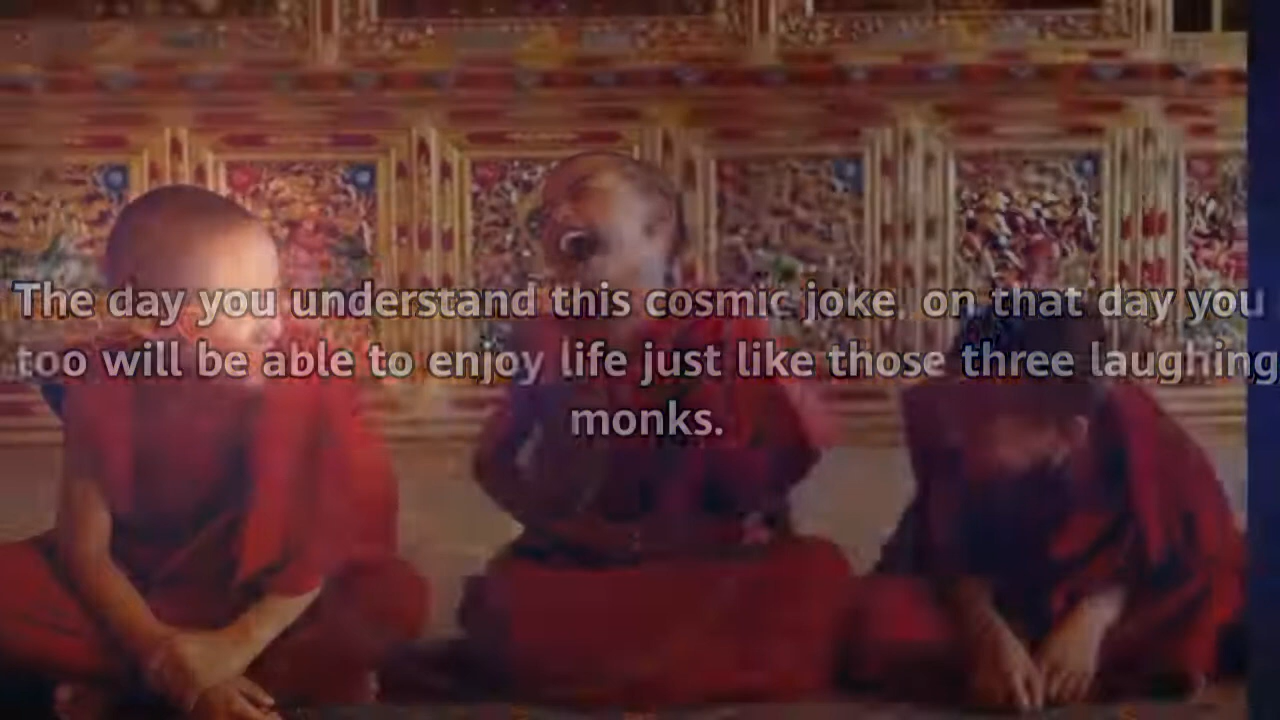 The day you understand this cosmic joke, on that day you
too will be able to enjoy life just like those three laughing
monks.